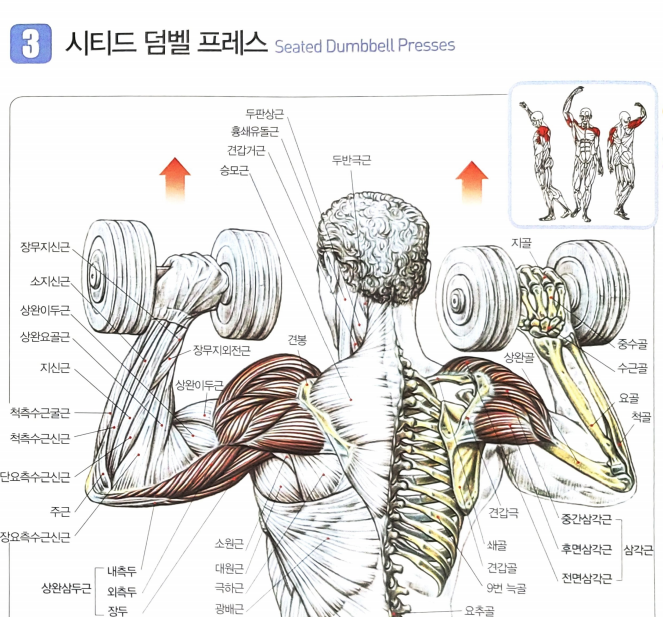 3 시티드 덤벨 프레스 Seated Dumbbell Presses
두판상근
흉쇄유돌근
견갑거근
승모근
두반극근
장무지신근
소지신근
상완이두근
상완요골근
지신근
척측수근굴근
척측수근신근
단요측수근신근
주근
장요측수근신근
장무지외전근
상완이두근
견봉
지골
상완골
중수골
수근골
요골
척골
상완삼두근
내측두
외측두
장두
소원근
대원근
극하근
광배근
견갑극
쇄골
견갑골
9번 늑골
요추골
중간삼각근
후면삼각근
전면삼각근
삼각근